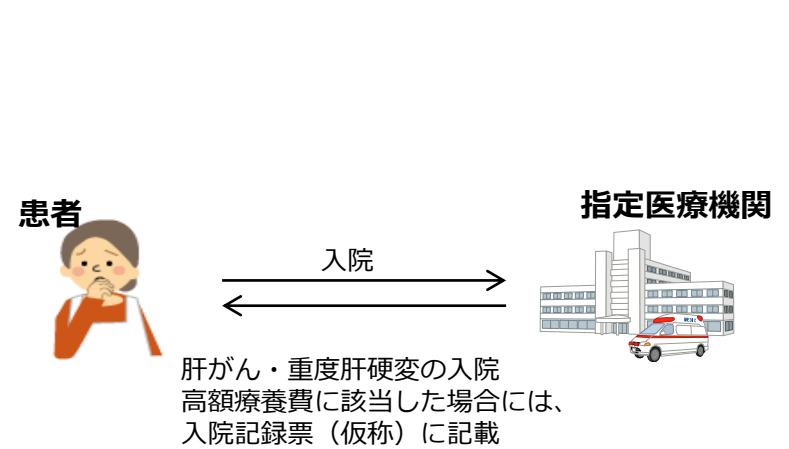 患者
指定医療機関
入院
肝がん・重度肝硬変の入院
高額療養費に該当した場合には、
入院記録票（仮称）に記載